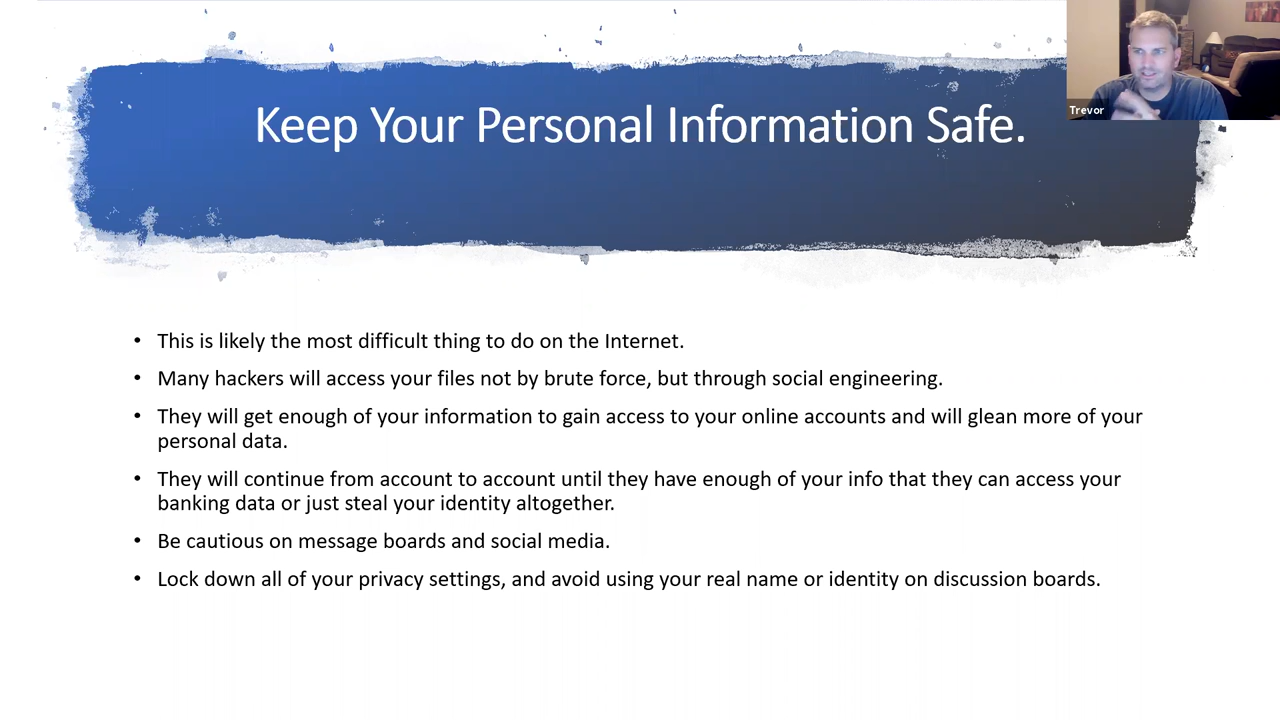 Keep Your Personal Information Safe.
Trevor
• This is likely the most difficult thing to do on the Internet.
• Many hackers will access your files not by brute force, but through social engineering.
• They will get enough of your information to gain access to your online accounts and will glean more of your
personal data.
• They will continue from account to account until they have enough of your info that they can access your
banking data or just steal your identity altogether.
• Be cautious on message boards and social media.
• Lock down all of your privacy settings, and avoid using your real name or identity on discussion boards.